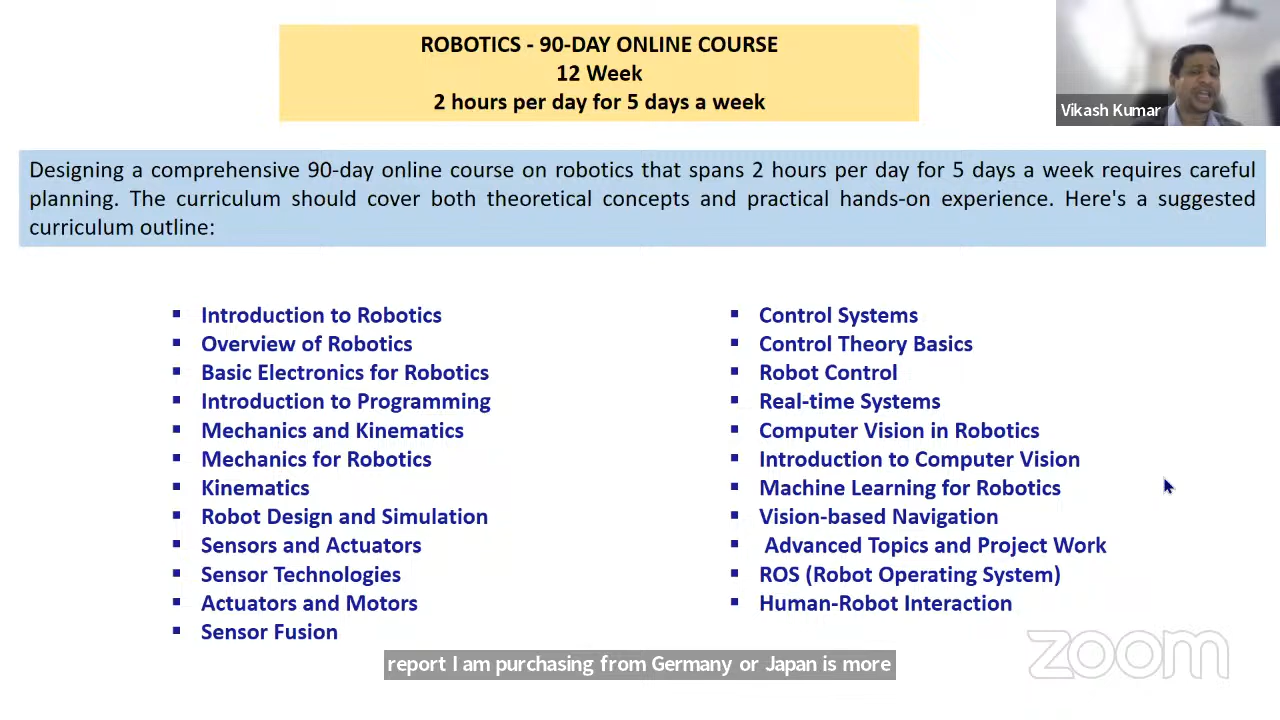 ROBOTICS - 90-DAY ONLINE COURSE
12 Week
2 hours per day for 5 days a week
Vikash Kumar
Designing a comprehensive 90-day online course on robotics that spans 2 hours per day for 5 days a week requires careful
planning. The curriculum should cover both theoretical concepts and practical hands-on experience. Here's a suggested
curriculum outline:
▪ Introduction to Robotics
▪ Overview of Robotics
▪ Basic Electronics for Robotics
▪ Introduction to Programming
▪ Mechanics and Kinematics
▪ Mechanics for Robotics
▪ Kinematics
▪ Robot Design and Simulation
▪ Sensors and Actuators
▪ Sensor Technologies
▪ Actuators and Motors
▪ Sensor Fusion
▪ Control Systems
▪ Control Theory Basics
▪ Robot Control
▪ Real-time Systems
▪ Computer Vision in Robotics
▪ Introduction to Computer Vision
▪ Machine Learning for Robotics
▪ Vision-based Navigation
▪ Advanced Topics and Project Work
▪ ROS (Robot Operating System)
▪ Human-Robot Interaction
report I am purchasing from Germany or Japan is more
zoom